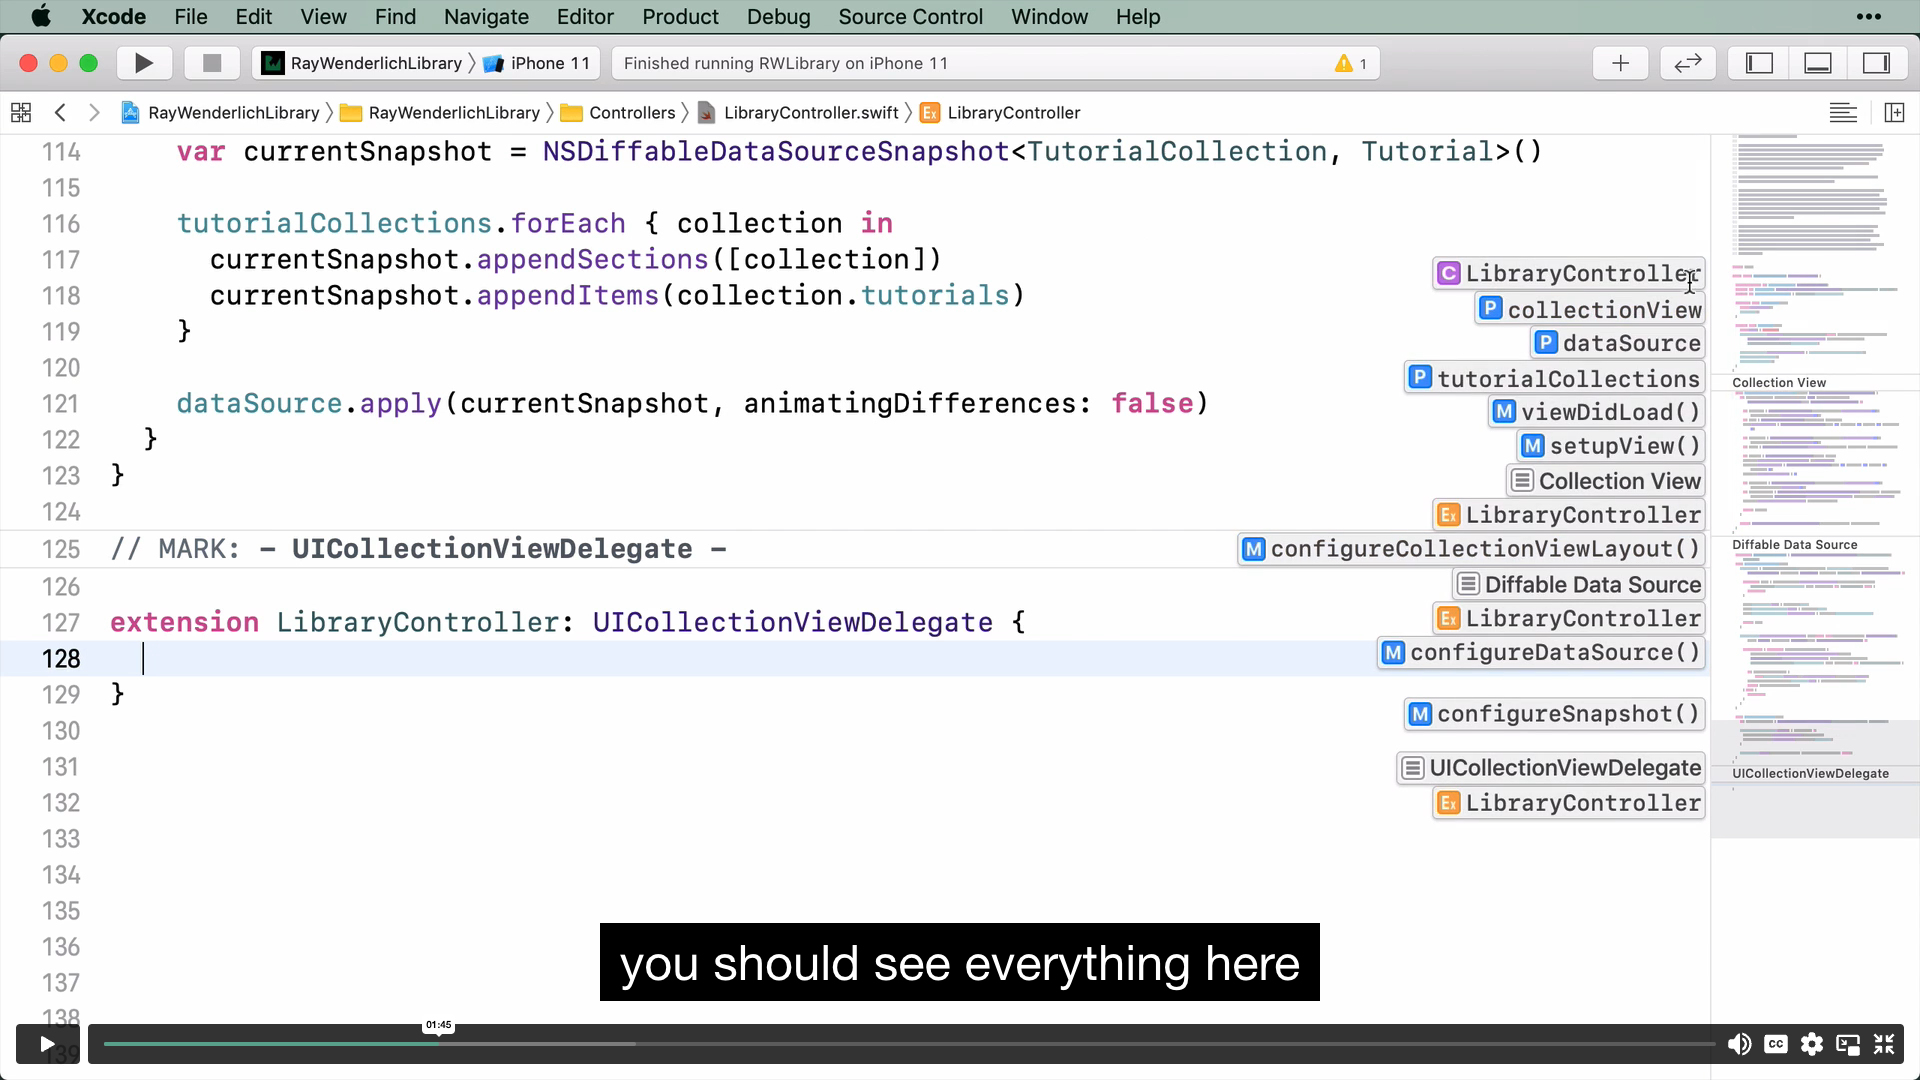 Xcode File Edit View Find Navigate Editor Product Debug Source Control Window Help
RayWenderlichLibrary iPhone 11 Finished running RWLibrary on iPhone 11 1
RayWenderlichLibrary RayWenderlichLibrary Controllers LibraryController.swift Ex LibraryController
114 var currentSnapshot = NSDiffableDataSourceSnapshot<TutorialCollection, Tutorial>()
115
116 tutorialCollections.forEach { collection in
117 currentSnapshot.appendSections([collection])
118 currentSnapshot.appendItems(collection.tutorials)
119 }
120
121 dataSource.apply(currentSnapshot, animatingDifferences: false)
122 }
123 }
124
125 // MARK: - UICollectionViewDelegate -
126
127 extension LibraryController: UICollectionViewDelegate {
128
129 }
130
131
132
133
134
135
136
137
138
139
C LibraryController
P collectionView
P dataSource
P tutorialCollections
M viewDidLoad()
M setupView()
Collection View
Ex LibraryController
M configureCollectionViewLayout()
Diffable Data Source
Ex LibraryController
M configureDataSource()
M configureSnapshot()
UICollectionViewDelegate
Ex LibraryController
Collection View
Diffable Data Source
UICollectionViewDelegate
you should see everything here
01:45
CC